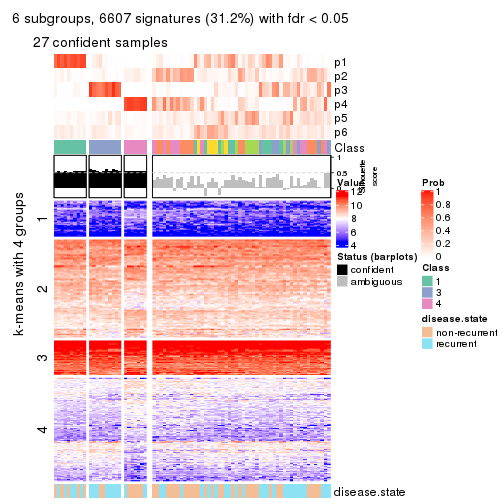 6 subgroups, 6607 signatures (31.2%) with fdr < 0.05
27 confident samples
p1
p2
p3
p4
p5
p6
Class
1
0.5
0
Silhouette
score
k-means with 4 groups
1
2
3
4
disease.state
Value
12
10
8
6
4
Status (barplots)
confident
ambiguous
Prob
1
0.8
0.6
0.4
0.2
0
Class
1
3
4
disease.state
non-recurrent
recurrent